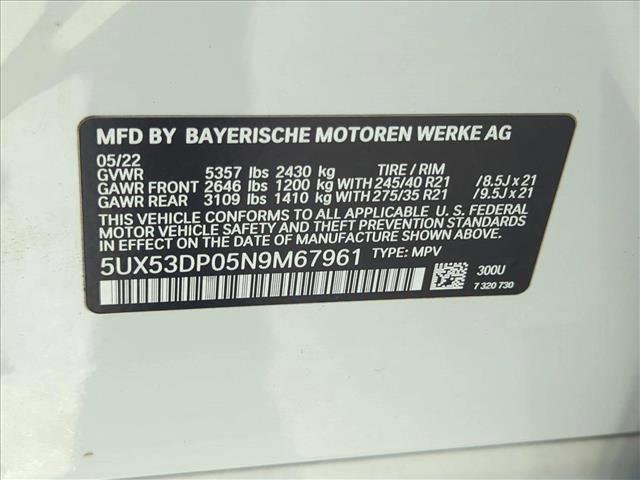 MFD BY BAYERISCHE MOTOREN WERKE AG
05/22
GVWR 5357 lbs 2430 kg TIRE / RIM
GAWR FRONT 2646 lbs 1200 kg WITH 245/40 R21 /8.5J x 21
GAWR REAR 3109 lbs 1410 kg WITH 275/35 R21 /9.5J x 21
THIS VEHICLE CONFORMS TO ALL APPLICABLE U. S. FEDERAL
MOTOR VEHICLE SAFETY AND THEFT PREVENTION STANDARDS
IN EFFECT ON THE DATE OF MANUFACTURE SHOWN ABOVE.
5UX53DP05N9M67961 TYPE: MPV
300U
7 320 730